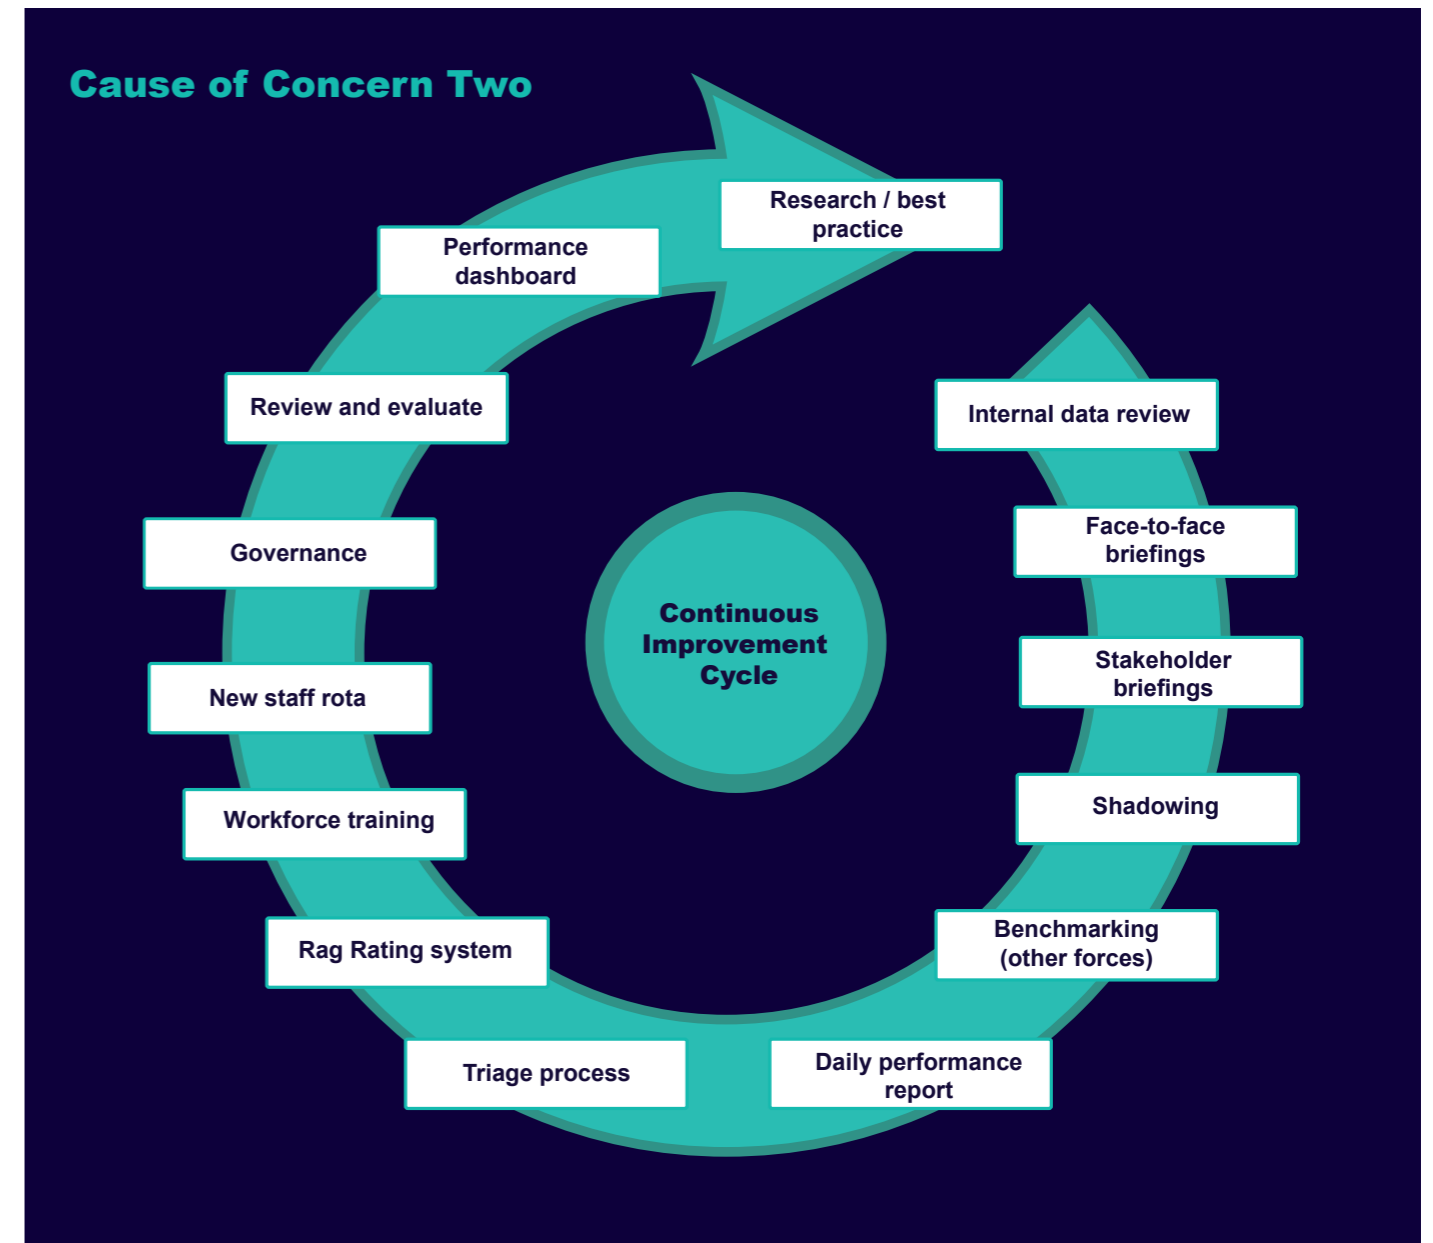 Cause of Concern Two
Research / best
practice
Performance
dashboard
Review and evaluate
Internal data review
Governance
Face-to-face
briefings
Continuous
Improvement
Cycle
Stakeholder
briefings
New staff rota
Shadowing
Workforce training
Benchmarking
(other forces)
Rag Rating system
Daily performance
report
Triage process